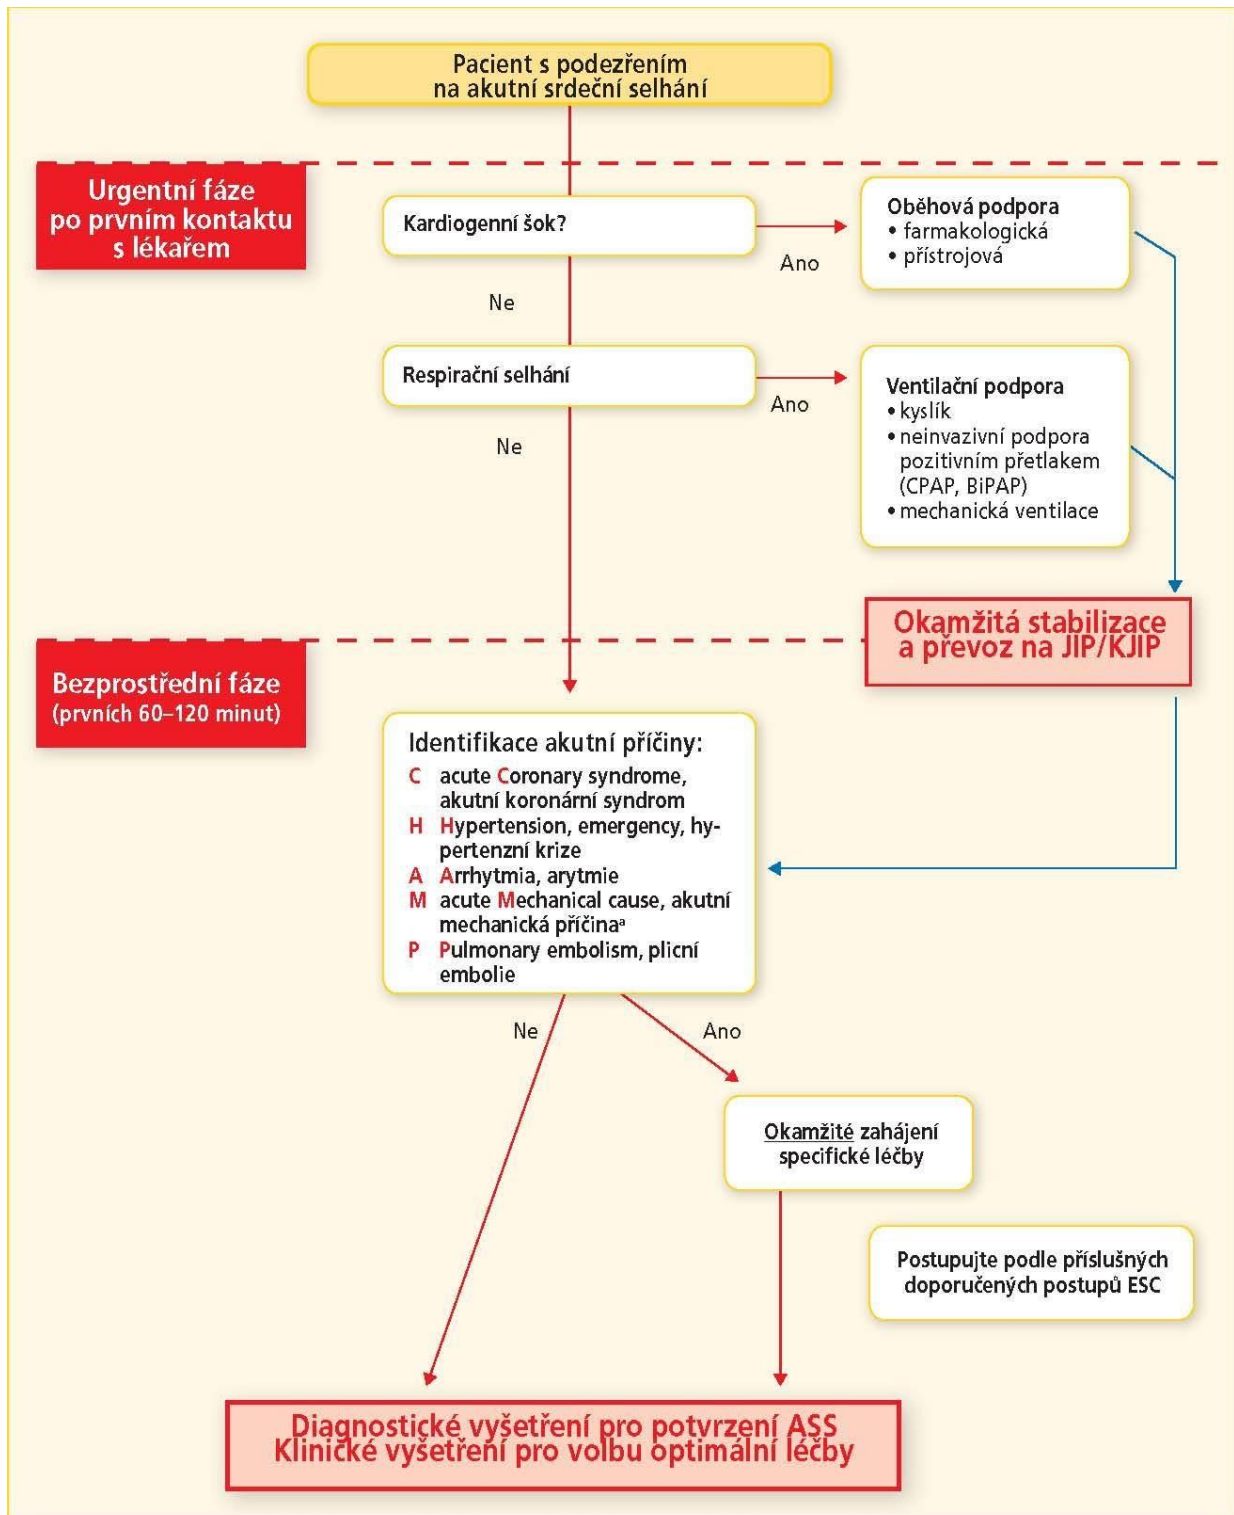 Pacient s podezřením
na akutní srdeční selhání
Urgentní fáze
po prvním kontaktu
s lékařem
Kardiogenní šok?
Ano
Oběhová podpora
• farmakologická
• přístrojová
Ne
Respirační selhání
Ano
Ventilační podpora
• kyslík
• neinvazivní podpora
pozitivním přetlakem
(CPAP, BiPAP)
• mechanická ventilace
Ne
Okamžitá stabilizace
a převoz na JIP/KJIP
Bezprostřední fáze
(prvních 60–120 minut)
Identifikace akutní příčiny:
C acute Coronary syndrome,
akutní koronární syndrom
H Hypertension, emergency, hy-
pertenzní krize
A Arrhytmia, arytmie
M acute Mechanical cause, akutní
mechanická příčinaᵃ
P Pulmonary embolism, plicní
embolie
Ne
Ano
Okamžité zahájení
specifické léčby
Postupujte podle příslušných
doporučených postupů ESC
Diagnostické vyšetření pro potvrzení ASS
Klinické vyšetření pro volbu optimální léčby